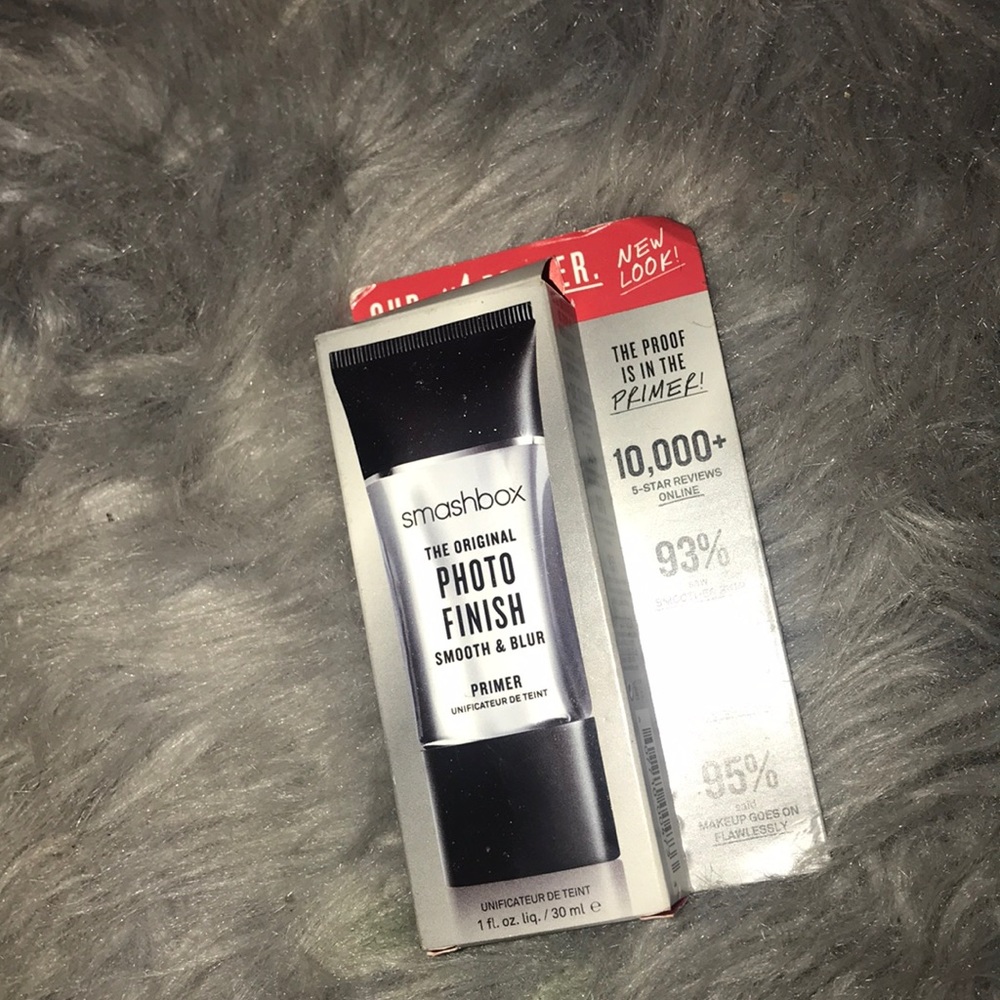 OUR
ER.
NEW
LOOK!
THE PROOF
IS IN THE
PRIMER!
10,000+
5-STAR REVIEWS
ONLINE
93%
95%
said
MAKEUP GOES ON
FLAWLESSLY
smashbox
THE ORIGINAL
PHOTO
FINISH
SMOOTH & BLUR
PRIMER
UNIFICATEUR DE TEINT
UNIFICATEUR DE TEINT
1 fl. oz. liq. / 30 ml ℮